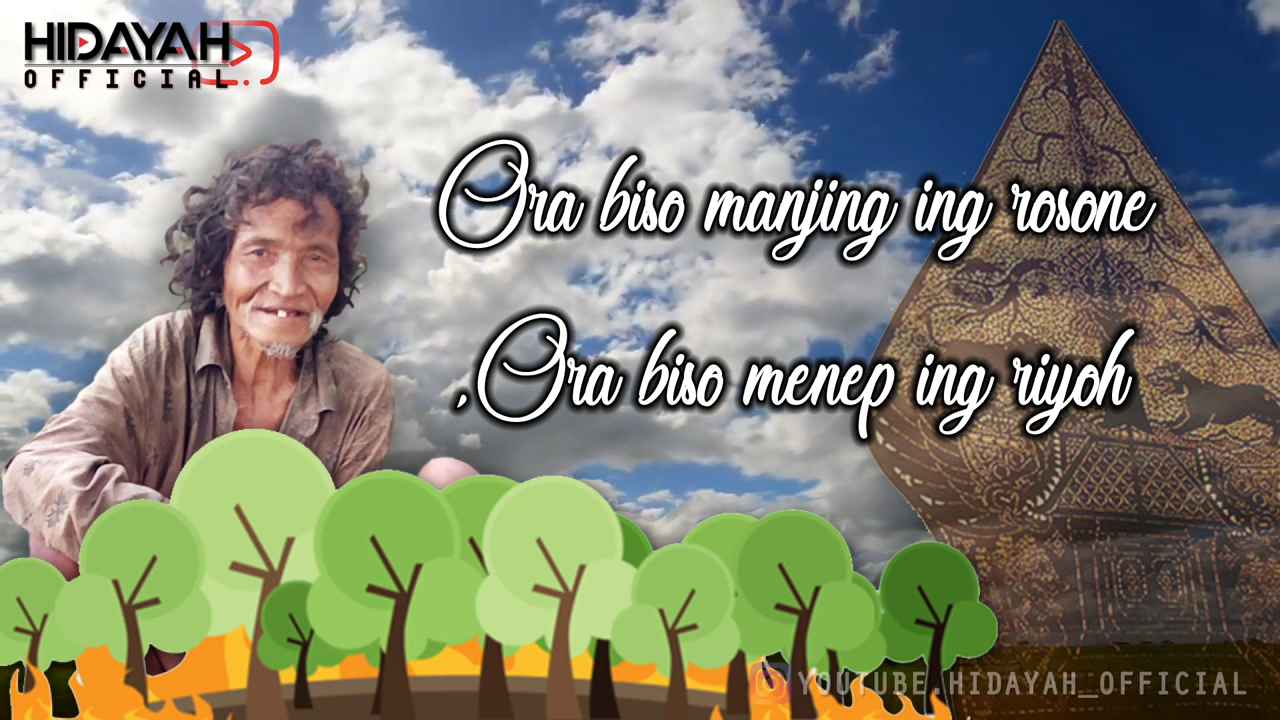 HIDAYAH
OFFICIAL
Ora biso manjing ing rosone
,Ora biso menep ing riyoh
YOUTUBE.HIDAYAH_OFFICIAL